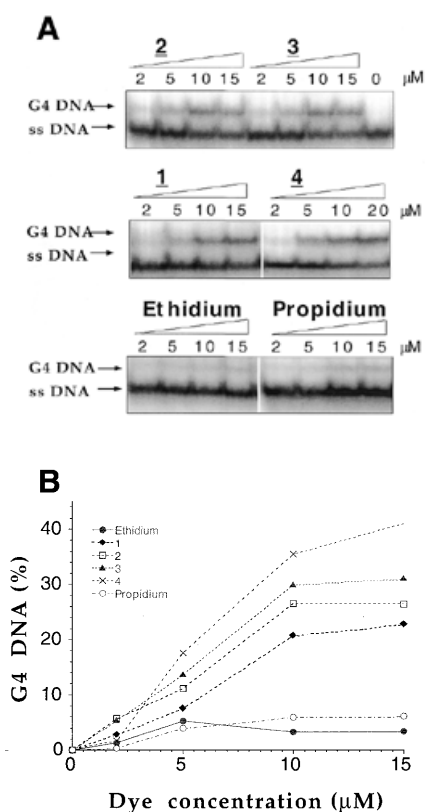 A
2 3
2 5 10 15 2 5 10 15 0 μM
G4 DNA
ss DNA
1 4
2 5 10 15 2 5 10 20 μM
G4 DNA
ss DNA
Ethidium Propidium
2 5 10 15 2 5 10 15 μM
G4 DNA
ss DNA
B
40
30
20
10
0
G4 DNA (%)
Ethidium
1
2
3
4
Propidium
0 5 10 15
Dye concentration (μM)